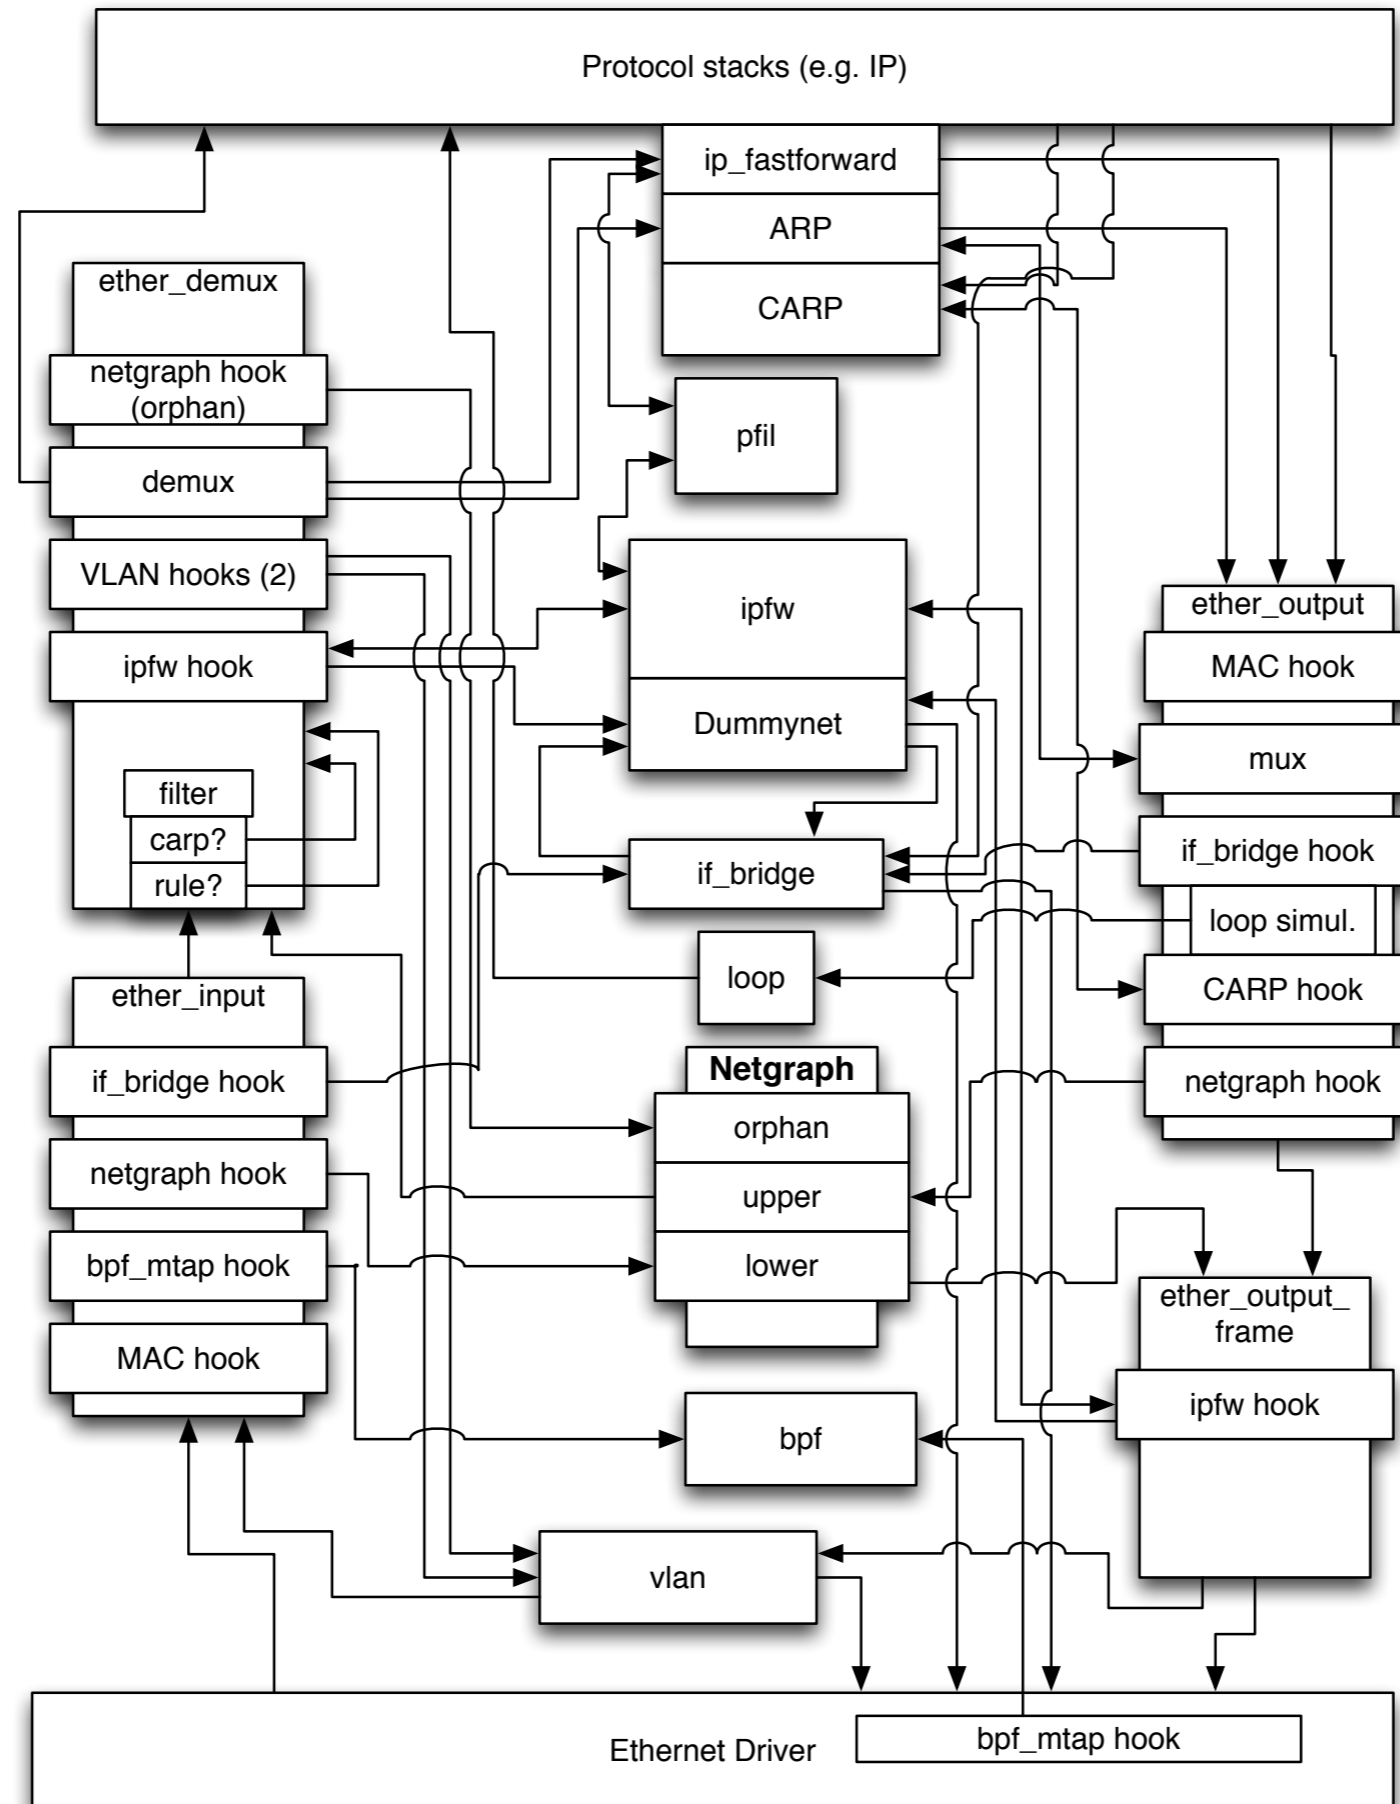 Protocol stacks (e.g. IP)
ip_fastforward
ARP
CARP
ether_demux
netgraph hook
(orphan)
demux
VLAN hooks (2)
ipfw hook
filter
carp?
rule?
pfil
ipfw
Dummynet
if_bridge
loop
ether_output
MAC hook
mux
if_bridge hook
loop simul.
CARP hook
netgraph hook
ether_input
if_bridge hook
netgraph hook
bpf_mtap hook
MAC hook
Netgraph
orphan
upper
lower
ether_output_
frame
ipfw hook
bpf
vlan
Ethernet Driver
bpf_mtap hook